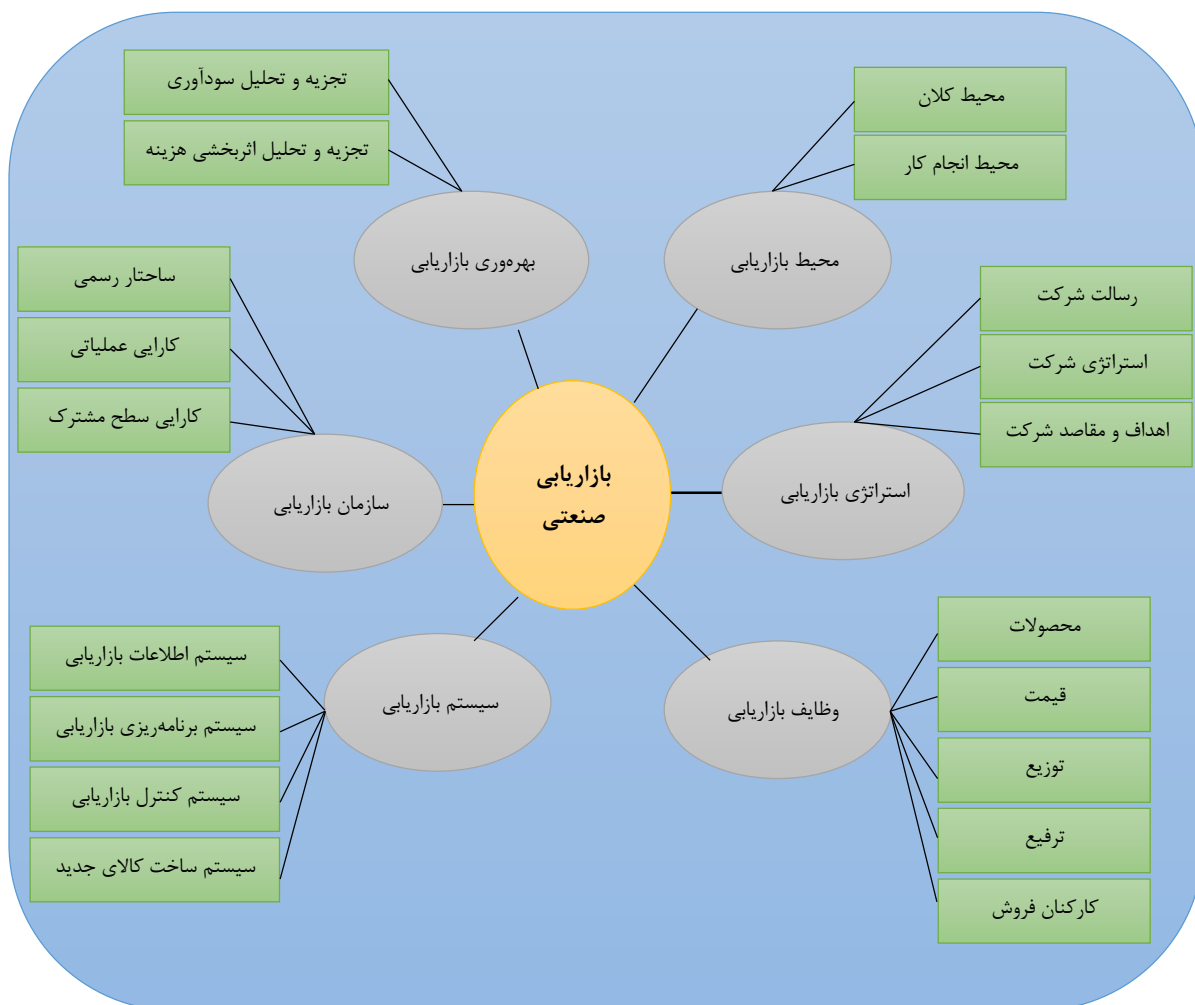 محیط کلان
محیط انجام کار
محیط بازاریابی
رسالت شرکت
استراتژی شرکت
اهداف و مقاصد شرکت
استراتژی بازاریابی
محصولات
قیمت
توزیع
ترفیع
کارکنان فروش
وظایف بازاریابی
بازاریابی
صنعتی
تجزیه و تحلیل سودآوری
تجزیه و تحلیل اثربخشی هزینه
بهره‌وری بازاریابی
ساختار رسمی
کارایی عملیاتی
کارایی سطح مشترک
سازمان بازاریابی
سیستم اطلاعات بازاریابی
سیستم برنامه‌ریزی بازاریابی
سیستم کنترل بازاریابی
سیستم ساخت کالای جدید
سیستم بازاریابی